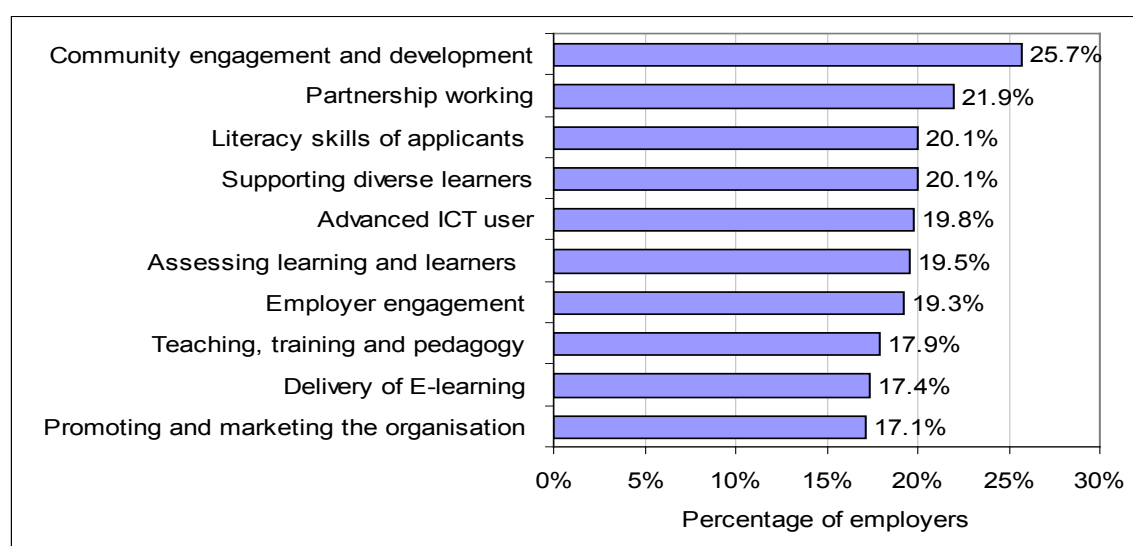 Community engagement and development 25.7%
Partnership working 21.9%
Literacy skills of applicants 20.1%
Supporting diverse learners 20.1%
Advanced ICT user 19.8%
Assessing learning and learners 19.5%
Employer engagement 19.3%
Teaching, training and pedagogy 17.9%
Delivery of E-learning 17.4%
Promoting and marketing the organisation 17.1%
0% 5% 10% 15% 20% 25% 30%
Percentage of employers